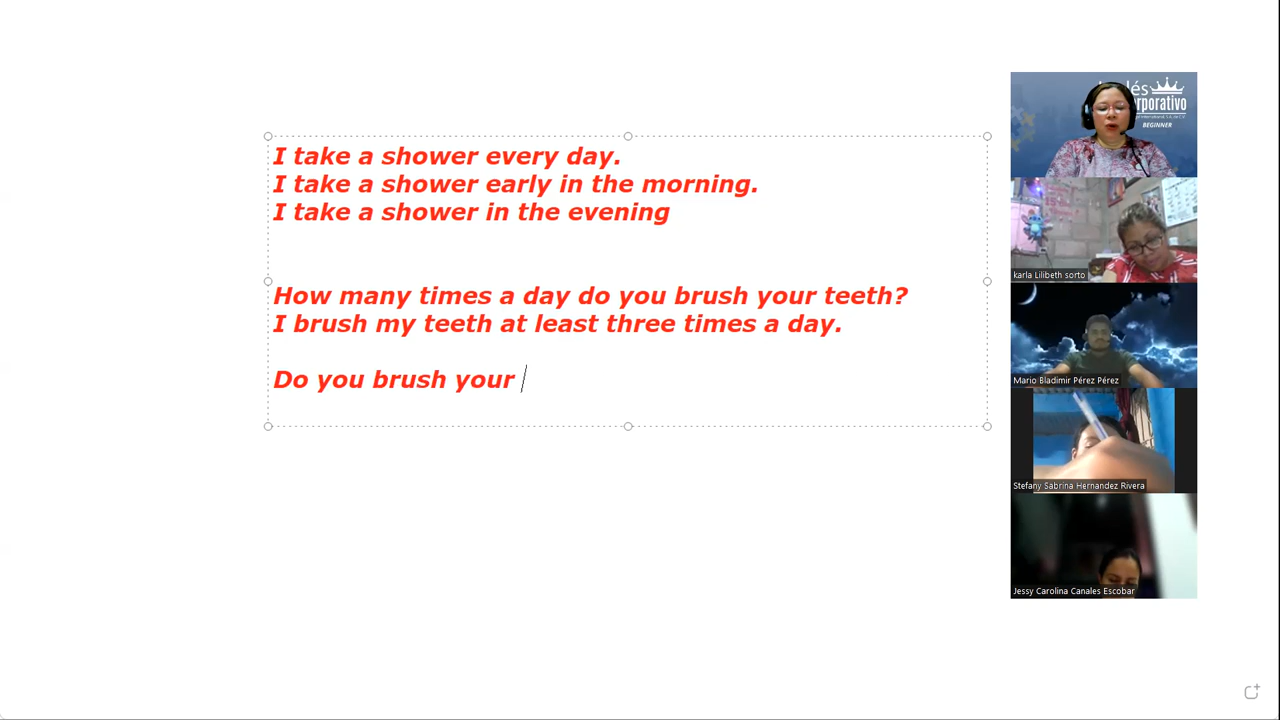 I take a shower every day.
I take a shower early in the morning.
I take a shower in the evening
How many times a day do you brush your teeth?
I brush my teeth at least three times a day.
Do you brush your
BEGINNER
karla Lilibeth sorto
Mario Bladimir Pérez Pérez
Stefany Sabrina Hernandez Rivera
Jessy Carolina Canales Escobar